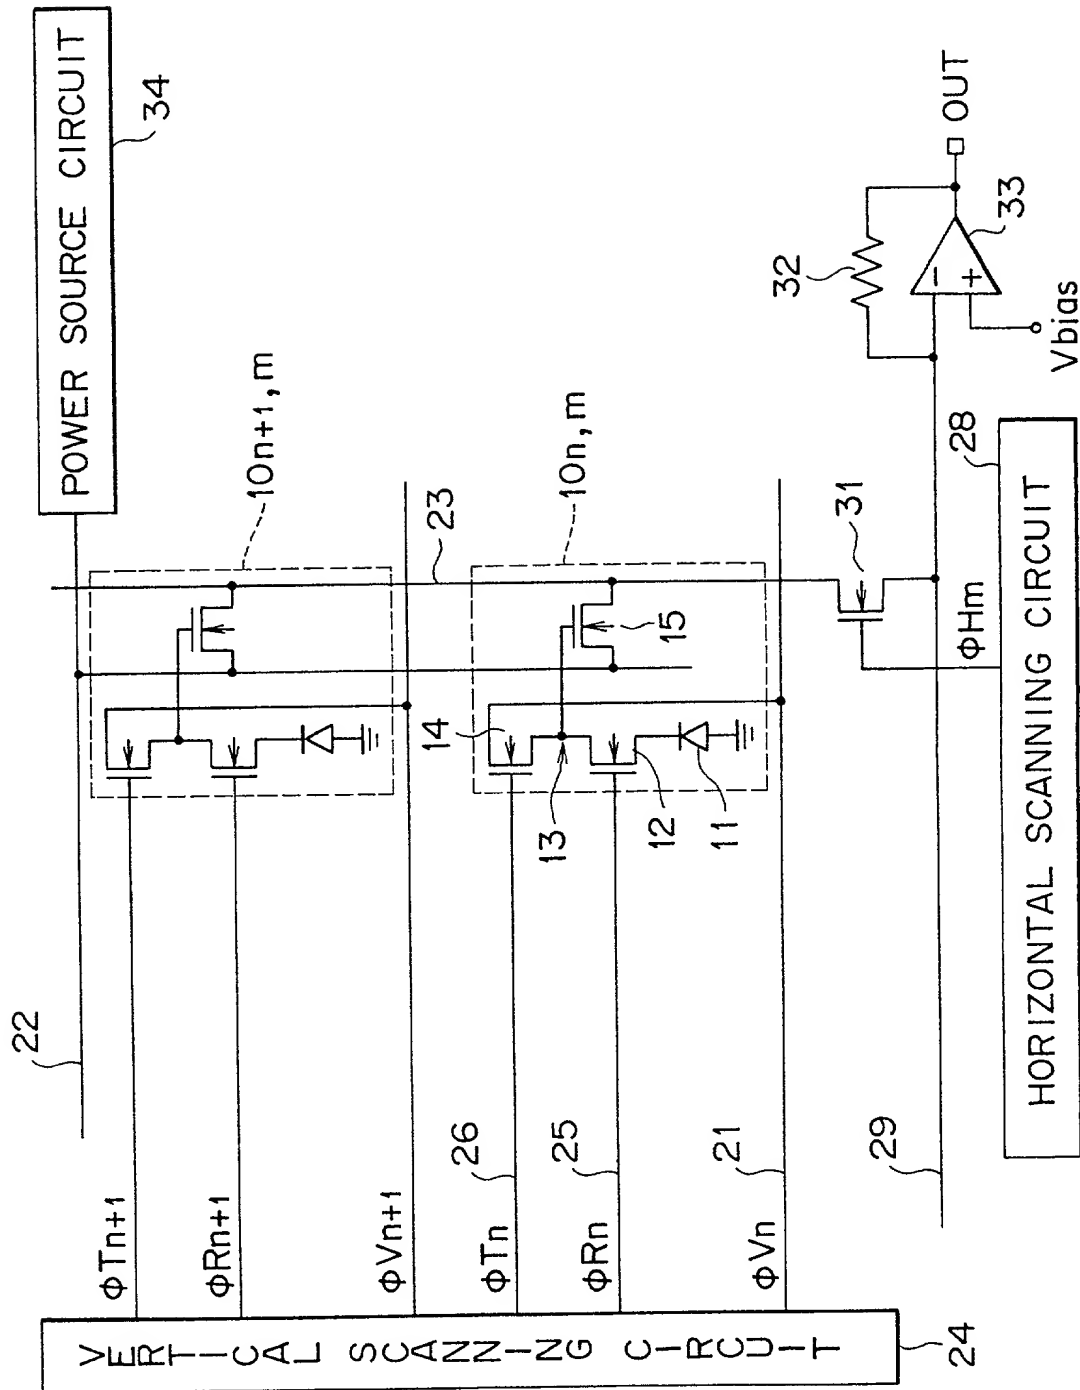 POWER SOURCE CIRCUIT
34
22
10n+1,m
ΦTn+1
ΦRn+1
ΦVn+1
23
10n,m
ΦTn
26
14
13
15
ΦRn
25
12
11
ΦVn
21
VERTICAL SCANNING CIRCUIT
24
31
ΦHm
29
28
HORIZONTAL SCANNING CIRCUIT
32
-
+
33
OUT
Vbias